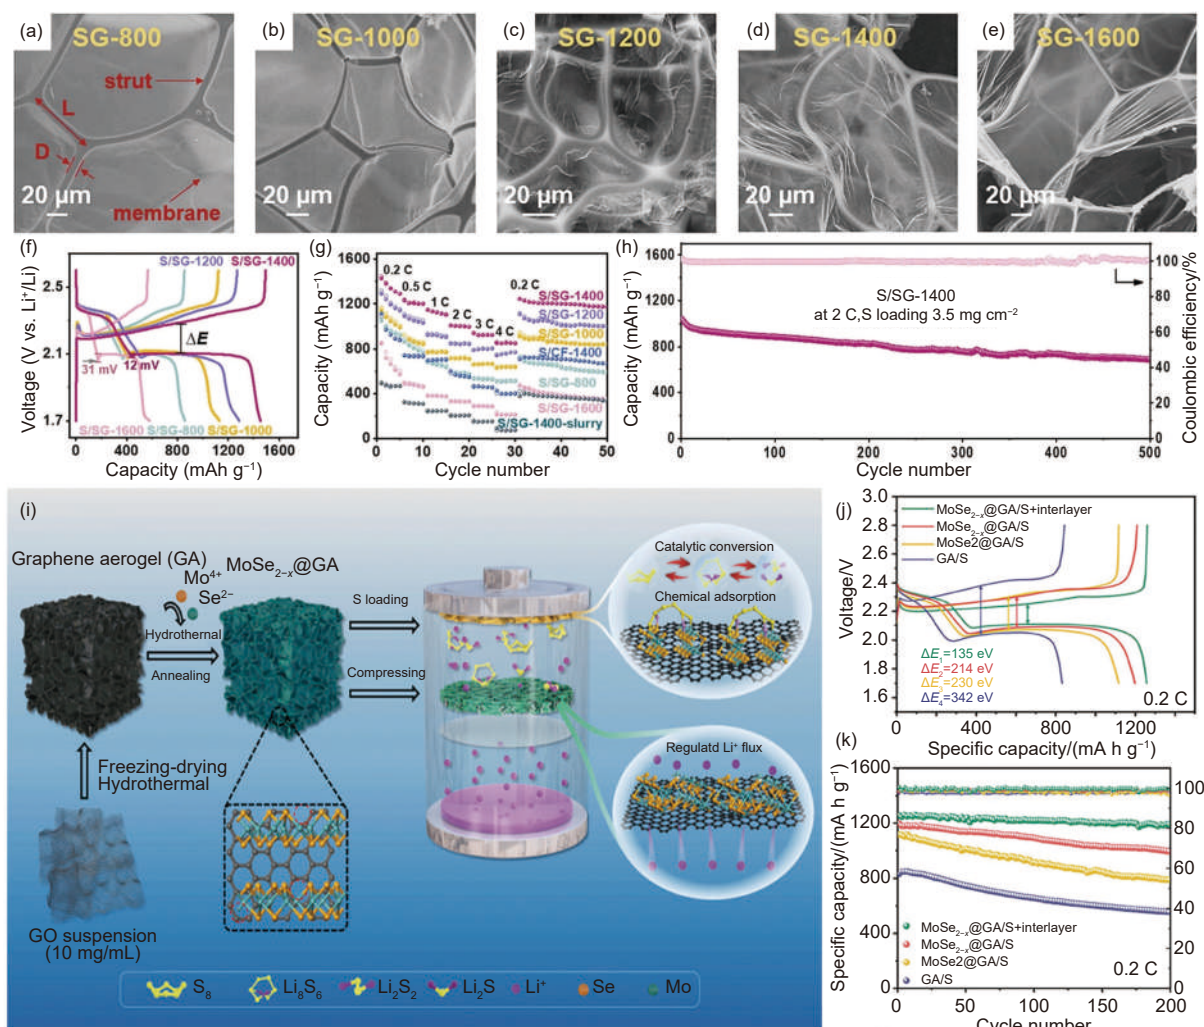 (a) SG-800
strut
L
D
20 μm
membrane
(b) SG-1000
20 μm
(c) SG-1200
20 μm
(d) SG-1400
20 μm
(e) SG-1600
20 μm
(f)
S/SG-1200 S/SG-1400
2.5
2.1
1.7
Voltage (V vs. Li⁺/Li)
ΔE
31 mV
12 mV
S/SG-1600 S/SG-800 S/SG-1000
0 400 800 1200 1600
Capacity (mAh g⁻¹)
(g)
1600
1200
800
400
0
Capacity (mAh g⁻¹)
0.2 C
0.5 C
1 C
2 C
3 C
4 C
0.2 C
S/SG-1400
S/SG-1200
S/SG-1000
S/CF-1400
S/SG-800
S/SG-1600
S/SG-1400-slurry
0 10 20 30 40 50
Cycle number
(h)
1600
1200
800
400
0
Capacity (mAh g⁻¹)
S/SG-1400
at 2 C,S loading 3.5 mg cm⁻²
100
80
60
40
20
0
Coulombic efficiency/%
0 100 200 300 400 500
Cycle number
(i)
Graphene aerogel (GA)
Mo⁴⁺
Se²⁻
MoSe₂₋ₓ@GA
Hydrothermal
Annealing
S loading
Compressing
Freezing-drying
Hydrothermal
GO suspension
(10 mg/mL)
Catalytic conversion
Chemical adsorption
Regulatd Li⁺ flux
S₈ Li₈S₆ Li₂S₂ Li₂S Li⁺ Se Mo
(j)
3.0
2.8
2.6
2.4
2.2
2.0
1.8
1.6
Voltage/V
MoSe₂₋ₓ@GA/S+interlayer
MoSe₂₋ₓ@GA/S
MoSe2@GA/S
GA/S
ΔE₁=135 eV
ΔE₂=214 eV
ΔE₃=230 eV
ΔE₄=342 eV
0.2 C
0 400 800 1200
Specific capacity/(mA h g⁻¹)
(k)
1600
1200
800
400
0
Specific capacity/(mA h g⁻¹)
100
80
60
40
20
0
MoSe₂₋ₓ@GA/S+interlayer
MoSe₂₋ₓ@GA/S
MoSe2@GA/S
GA/S
0.2 C
0 50 100 150 200
Cycle number